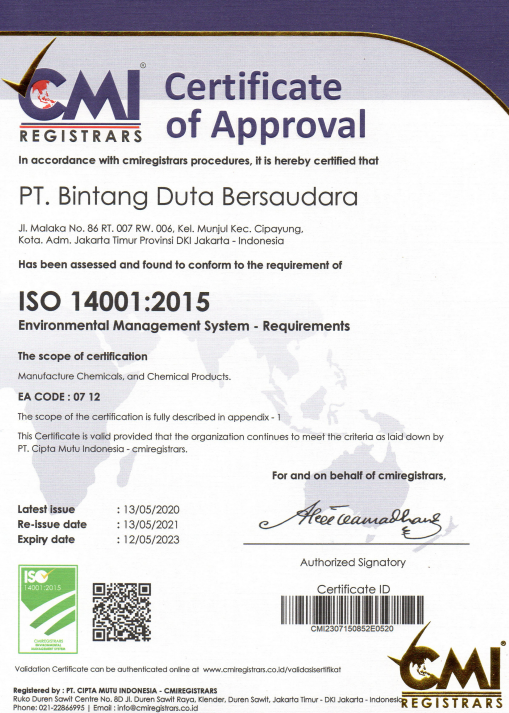 CMI ®
REGISTRARS
Certificate
of Approval
In accordance with cmiregistrars procedures, it is hereby certified that
PT. Bintang Duta Bersaudara
Jl. Malaka No. 86 RT. 007 RW. 006, Kel. Munjul Kec. Cipayung,
Kota. Adm. Jakarta Timur Provinsi DKI Jakarta - Indonesia
Has been assessed and found to conform to the requirement of
ISO 14001:2015
Environmental Management System - Requirements
The scope of certification
Manufacture Chemicals, and Chemical Products.
EA CODE : 07 12
The scope of the certification is fully described in appendix - 1
This Certificate is valid provided that the organization continues to meet the criteria as laid down by
PT. Cipta Mutu Indonesia - cmiregistrars.
For and on behalf of cmiregistrars,
Latest issue : 13/05/2020
Re-issue date : 13/05/2021
Expiry date : 12/05/2023
Authorized Signatory
Certificate ID
CMI2307150852E0520
ISO
14001:2015
CMIREGISTRARS
ENVIRONMENTAL
MANAGEMENT SYSTEM
Validation Certificate can be authenticated online at www.cmiregistrars.co.id/validasisertifikat
Registered by : PT. CIPTA MUTU INDONESIA - CMIREGISTRARS
Ruko Duren Sawit Centre No. 8D Jl. Duren Sawit Raya, Klender, Duren Sawit, Jakarta Timur - DKI Jakarta - Indonesia
Phone: 021-22866995 | Email : info@cmiregistrars.co.id
CMI ®
REGISTRARS